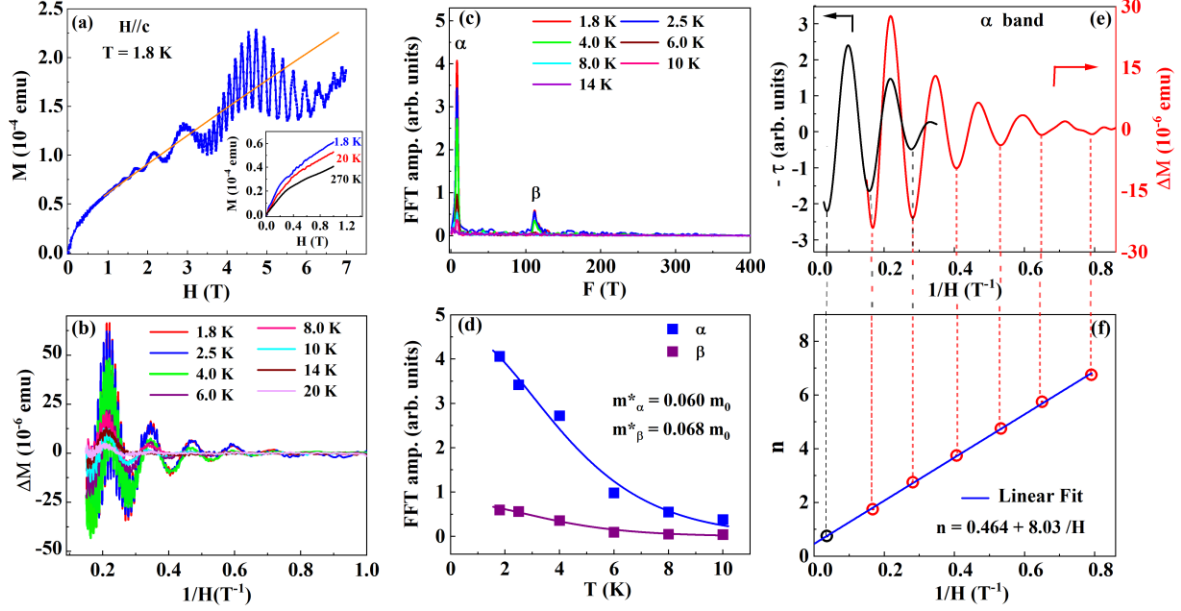 (a)
H//c
T = 1.8 K
M (10⁻⁴ emu)
2.5
2.0
1.5
1.0
0.5
0.0
0 1 2 3 4 5 6 7
H (T)
M (10⁻⁴ emu)
0.6
0.4
0.2
0.0
1.8 K
20 K
270 K
0.0 0.4 0.8 1.2
H (T)
(b)
ΔM (10⁻⁶ emu)
50
25
0
-25
-50
1.8 K
2.5 K
4.0 K
6.0 K
8.0 K
10 K
14 K
20 K
0.2 0.4 0.6 0.8 1.0
1/H(T⁻¹)
(c)
FFT amp. (arb. units)
5
4
3
2
1
0
α
β
1.8 K 2.5 K
4.0 K 6.0 K
8.0 K 10 K
14 K
0 100 200 300 400
F (T)
(d)
FFT amp. (arb. units)
5
4
3
2
1
0
α
β
m*α = 0.060 m₀
m*β = 0.068 m₀
2 4 6 8 10
T (K)
α band (e)
- τ (arb. units)
3
2
1
0
-1
-2
-3
30
15
0
-15
-30
ΔM (10⁻⁶ emu)
0.0 0.2 0.4 0.6 0.8
1/H (T⁻¹)
(f)
n
8
6
4
2
0
Linear Fit
n = 0.464 + 8.03 /H
0.0 0.2 0.4 0.6 0.8
1/H (T⁻¹)